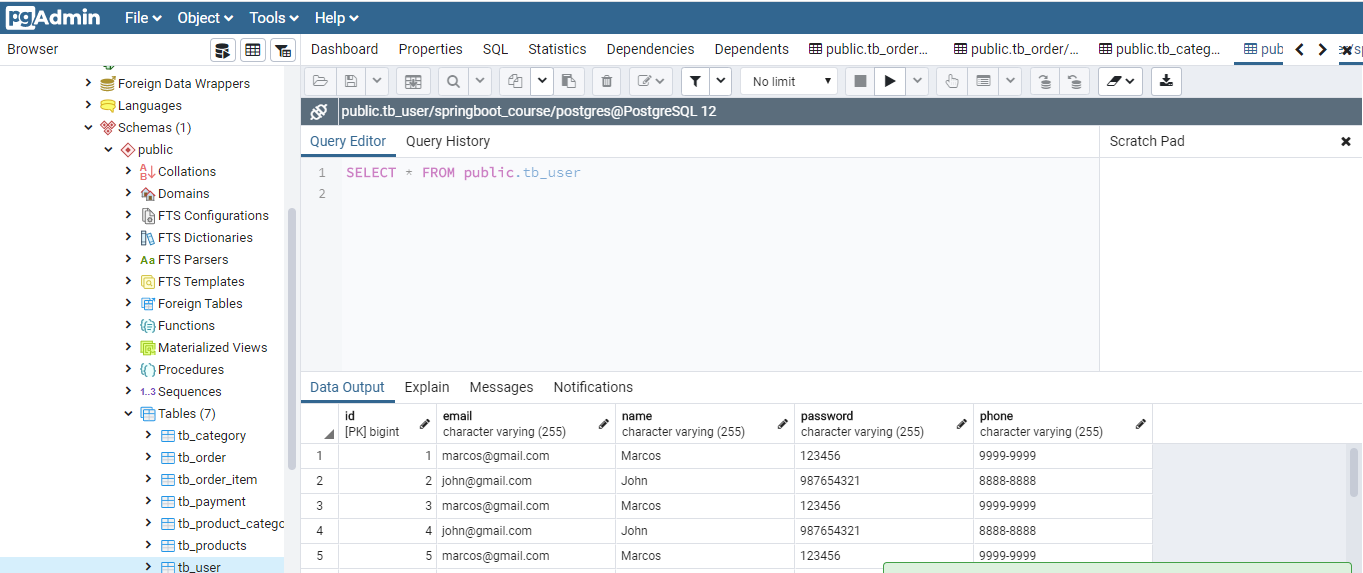 pgAdmin File Object Tools Help
Browser
Dashboard Properties SQL Statistics Dependencies Dependents public.tb_order... public.tb_order/... public.tb_categ... pub
Foreign Data Wrappers
Languages
Schemas (1)
public
Collations
Domains
FTS Configurations
FTS Dictionaries
Aa FTS Parsers
FTS Templates
Foreign Tables
Functions
Materialized Views
Procedures
1..3 Sequences
Tables (7)
tb_category
tb_order
tb_order_item
tb_payment
tb_product_catego
tb_products
tb_user
No limit
public.tb_user/springboot_course/postgres@PostgreSQL 12
Query Editor Query History
Scratch Pad
1 SELECT * FROM public.tb_user
2
Data Output Explain Messages Notifications
id email name password phone
[PK] bigint character varying (255) character varying (255) character varying (255) character varying (255)
1 1 marcos@gmail.com Marcos 123456 9999-9999
2 2 john@gmail.com John 987654321 8888-8888
3 3 marcos@gmail.com Marcos 123456 9999-9999
4 4 john@gmail.com John 987654321 8888-8888
5 5 marcos@gmail.com Marcos 123456 9999-9999